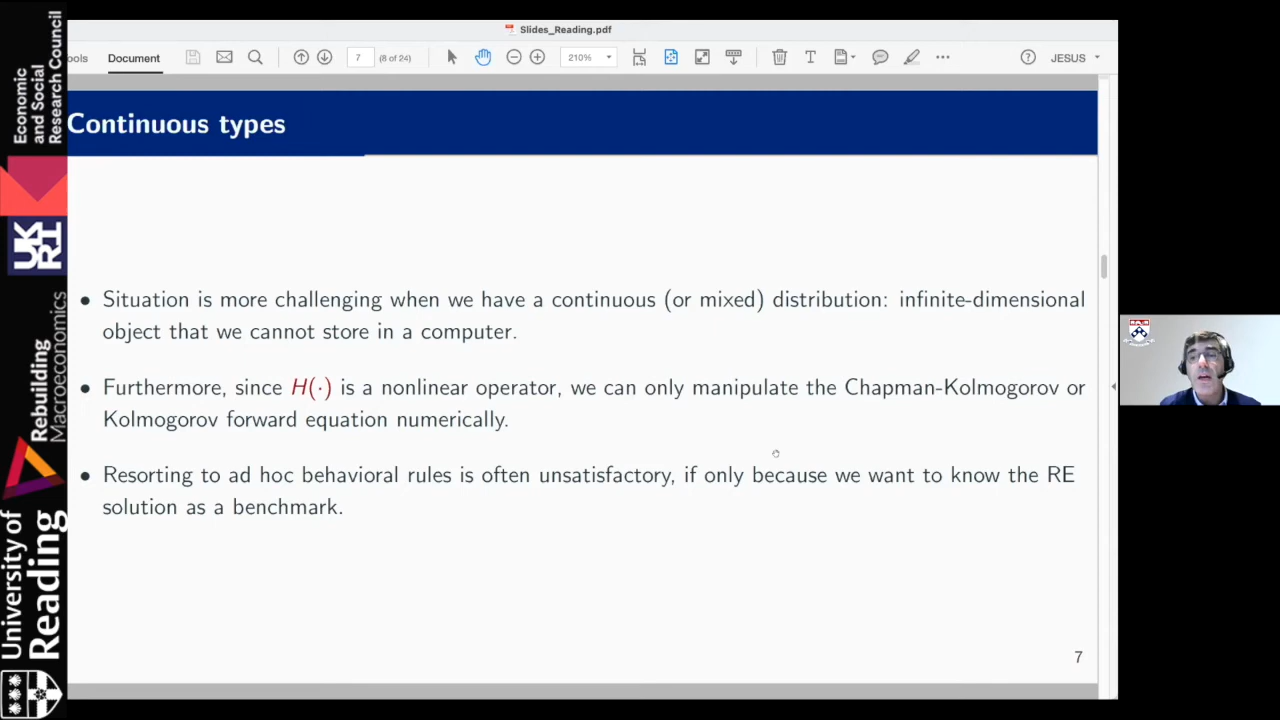 Slides_Reading.pdf
ools Document 7 (8 of 24) 210% JESUS
Continuous types
• Situation is more challenging when we have a continuous (or mixed) distribution: infinite-dimensional
object that we cannot store in a computer.
• Furthermore, since H(·) is a nonlinear operator, we can only manipulate the Chapman-Kolmogorov or
Kolmogorov forward equation numerically.
• Resorting to ad hoc behavioral rules is often unsatisfactory, if only because we want to know the RE
solution as a benchmark.
7
Economic
and Social
Research Council
UKRI
Rebuilding
Macroeconomics
University of
Reading